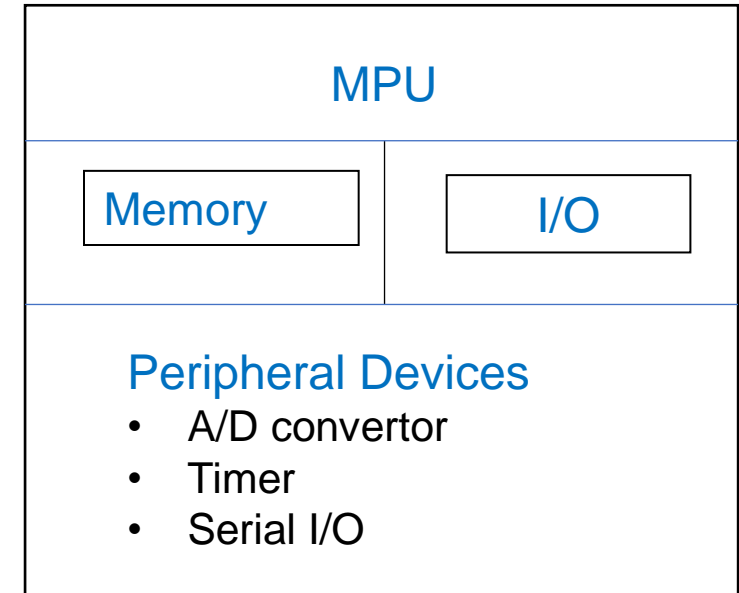 MPU
Memory
I/O
Peripheral Devices
• A/D convertor
• Timer
• Serial I/O